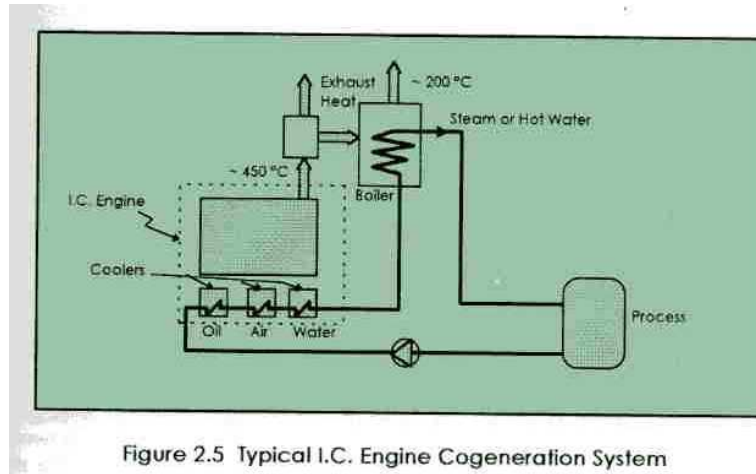 Exhaust
Heat
~ 200 °C
Steam or Hot Water
~ 450 °C
Boiler
I.C. Engine
Coolers
Oil
Air
Water
Process
Figure 2.5 Typical I.C. Engine Cogeneration System